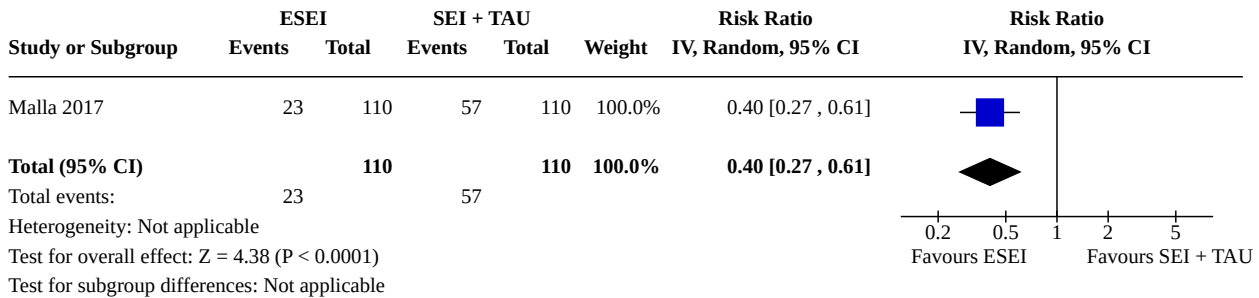 ESEI SEI + TAU Risk Ratio Risk Ratio
Study or Subgroup Events Total Events Total Weight IV, Random, 95% CI IV, Random, 95% CI
Malla 2017 23 110 57 110 100.0% 0.40 [0.27 , 0.61]
Total (95% CI) 110 110 100.0% 0.40 [0.27 , 0.61]
Total events: 23 57
Heterogeneity: Not applicable
0.2 0.5 1 2 5
Test for overall effect: Z = 4.38 (P < 0.0001) Favours ESEI Favours SEI + TAU
Test for subgroup differences: Not applicable